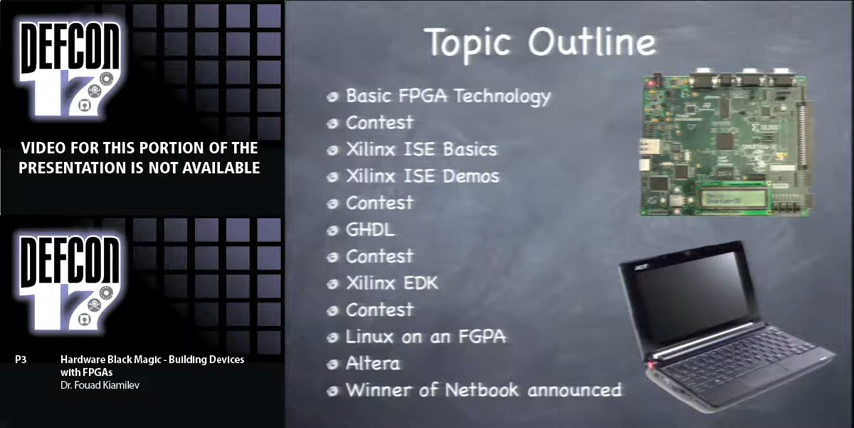 DEFCON
17
VIDEO FOR THIS PORTION OF THE
PRESENTATION IS NOT AVAILABLE
DEFCON
17
P3
Hardware Black Magic - Building Devices
with FPGAs
Dr. Fouad Kiamilev
Topic Outline
Basic FPGA Technology
Contest
Xilinx ISE Basics
Xilinx ISE Demos
Contest
GHDL
Contest
Xilinx EDK
Contest
Linux on an FGPA
Altera
Winner of Netbook announced
acer